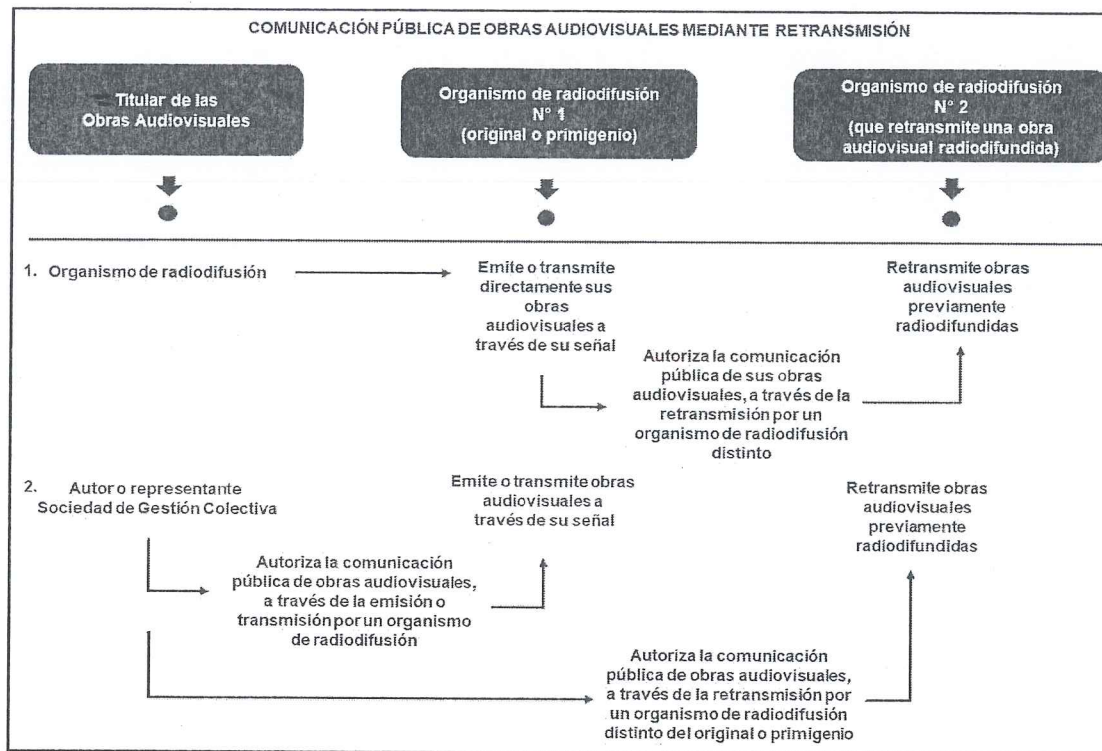 COMUNICACIÓN PÚBLICA DE OBRAS AUDIOVISUALES MEDIANTE RETRANSMISIÓN
Titular de las
Obras Audiovisuales
Organismo de radiodifusión
N° 1
(original o primigenio)
Organismo de radiodifusión
N° 2
(que retransmite una obra
audiovisual radiodifundida)
1. Organismo de radiodifusión
Emite o transmite
directamente sus
obras
audiovisuales a
través de su señal
Autoriza la comunicación
pública de sus obras
audiovisuales, a través de la
retransmisión por un
organismo de radiodifusión
distinto
Retransmite obras
audiovisuales
previamente
radiodifundidas
2. Autor o representante
Sociedad de Gestión Colectiva
Autoriza la comunicación
pública de obras audiovisuales,
a través de la emisión o
transmisión por un organismo
de radiodifusión
Emite o transmite obras
audiovisuales a
través de su señal
Autoriza la comunicación
pública de obras audiovisuales,
a través de la retransmisión por
un organismo de radiodifusión
distinto del original o primigenio
Retransmite obras
audiovisuales
previamente
radiodifundidas